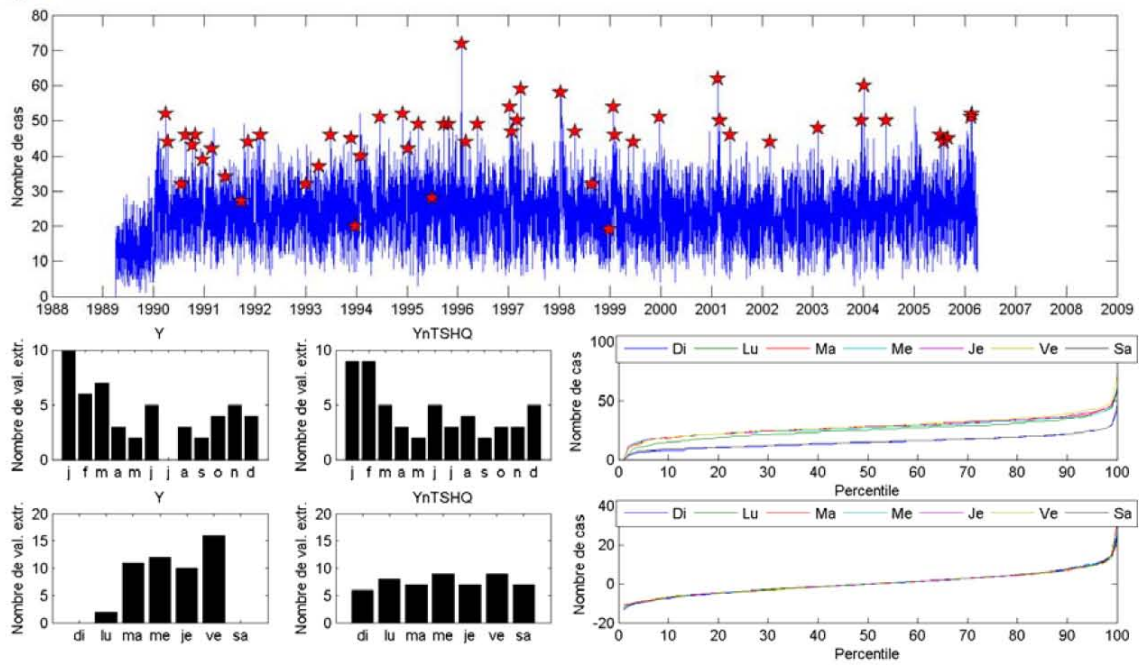 80
70
60
50
40
30
20
10
0
Nombre de cas
1988 1989 1990 1991 1992 1993 1994 1995 1996 1997 1998 1999 2000 2001 2002 2003 2004 2005 2006 2007 2008 2009
Y
10
5
0
Nombre de val. extr.
j f m a m j j a s o n d
YnTSHQ
10
5
0
Nombre de val. extr.
j f m a m j j a s o n d
Di Lu Ma Me Je Ve Sa
100
50
0
Nombre de cas
0 10 20 30 40 50 60 70 80 90 100
Percentile
Y
20
15
10
5
0
Nombre de val. extr.
di lu ma me je ve sa
YnTSHQ
20
15
10
5
0
Nombre de val. extr.
di lu ma me je ve sa
Di Lu Ma Me Je Ve Sa
40
20
0
-20
Nombre de cas
0 10 20 30 40 50 60 70 80 90 100
Percentile